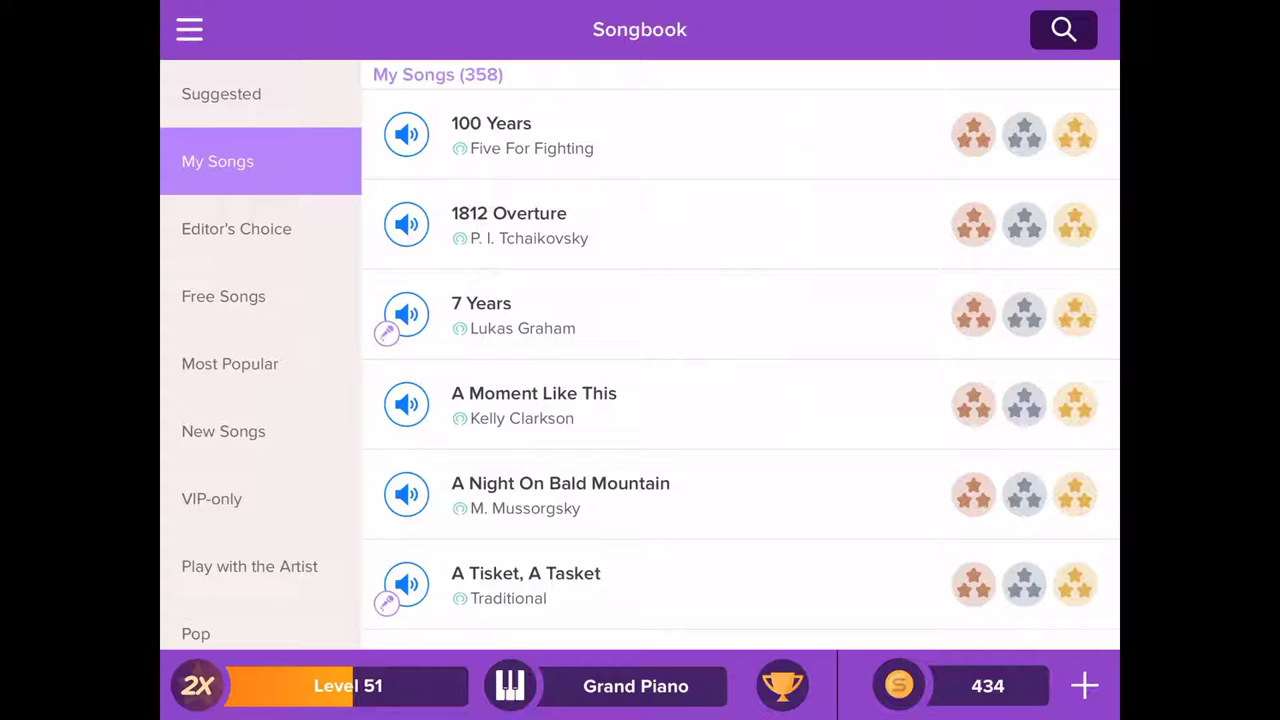 Songbook
Suggested
My Songs
Editor's Choice
Free Songs
Most Popular
New Songs
VIP-only
Play with the Artist
Pop
My Songs (358)
100 Years
Five For Fighting
1812 Overture
P. I. Tchaikovsky
7 Years
Lukas Graham
A Moment Like This
Kelly Clarkson
A Night On Bald Mountain
M. Mussorgsky
A Tisket, A Tasket
Traditional
2X
Level 51
Grand Piano
S
434